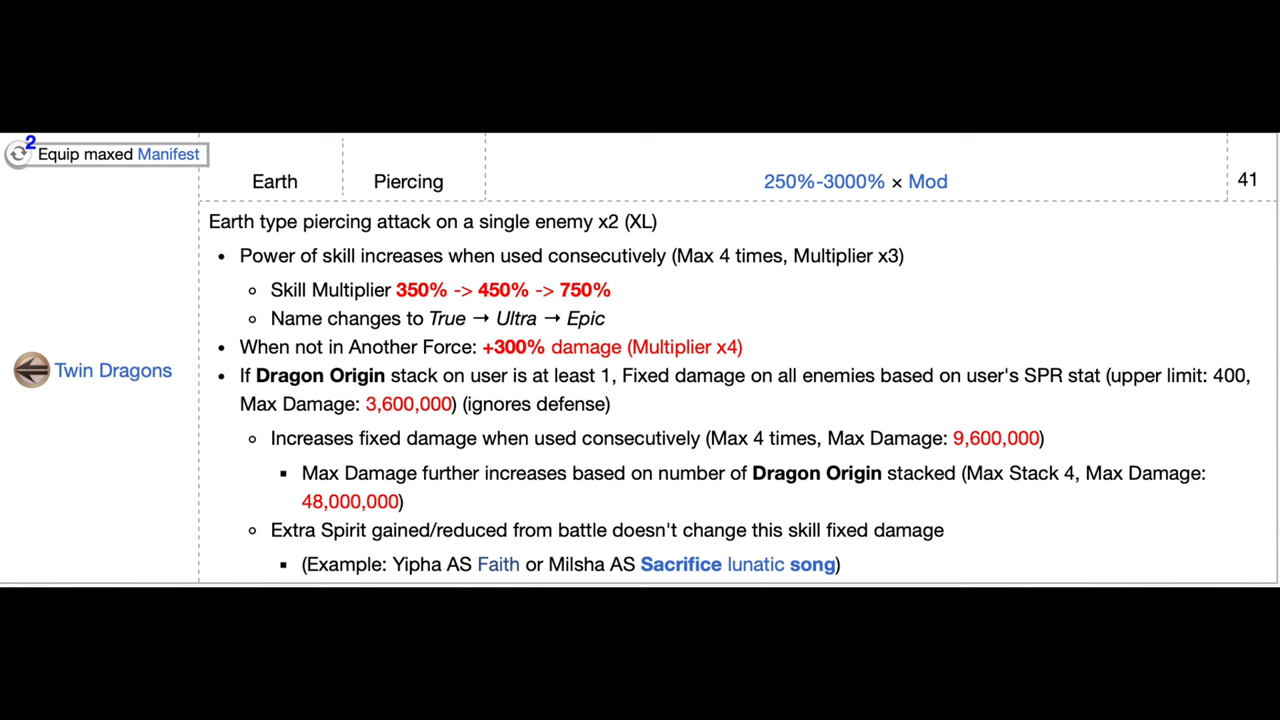 2
Equip maxed Manifest
Earth Piercing 250%-3000% × Mod 41
Earth type piercing attack on a single enemy x2 (XL)
• Power of skill increases when used consecutively (Max 4 times, Multiplier x3)
◦ Skill Multiplier 350% -> 450% -> 750%
◦ Name changes to True → Ultra → Epic
• When not in Another Force: +300% damage (Multiplier x4)
Twin Dragons
• If Dragon Origin stack on user is at least 1, Fixed damage on all enemies based on user's SPR stat (upper limit: 400,
Max Damage: 3,600,000) (ignores defense)
◦ Increases fixed damage when used consecutively (Max 4 times, Max Damage: 9,600,000)
▪ Max Damage further increases based on number of Dragon Origin stacked (Max Stack 4, Max Damage:
48,000,000)
◦ Extra Spirit gained/reduced from battle doesn't change this skill fixed damage
▪ (Example: Yipha AS Faith or Milsha AS Sacrifice lunatic song)